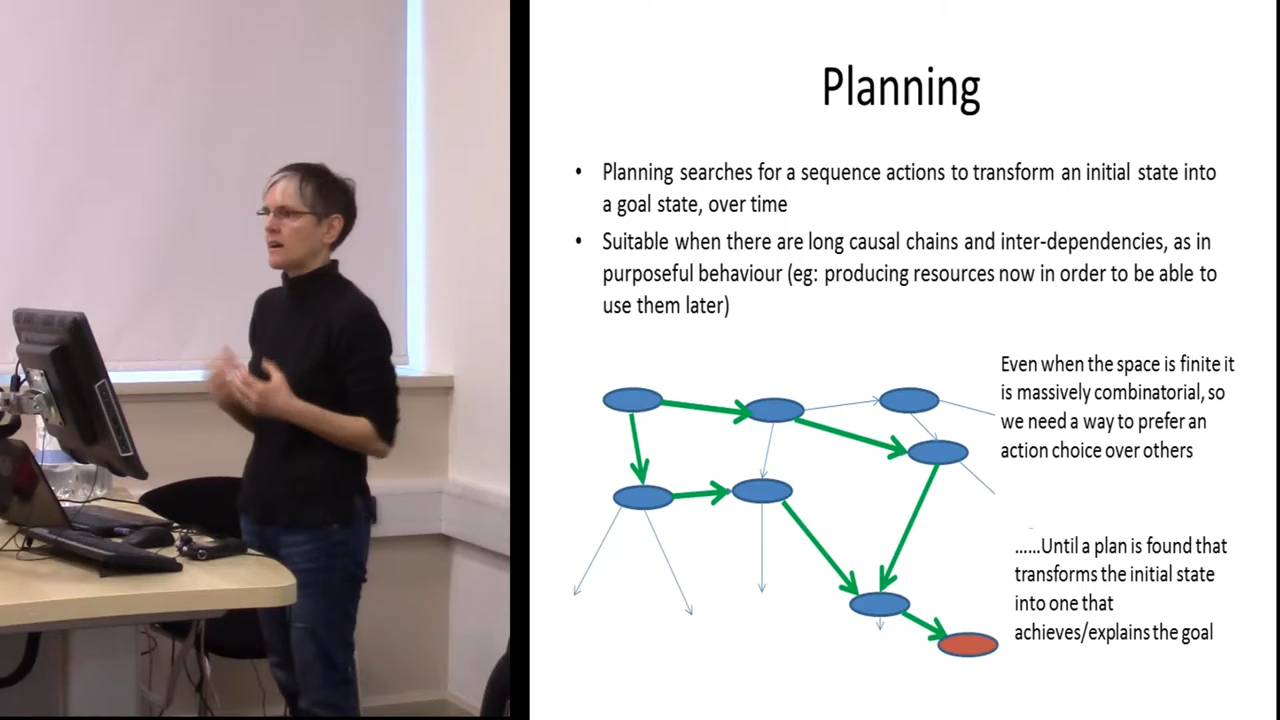 Planning
• Planning searches for a sequence actions to transform an initial state into
a goal state, over time
• Suitable when there are long causal chains and inter-dependencies, as in
purposeful behaviour (eg: producing resources now in order to be able to
use them later)
Even when the space is finite it
is massively combinatorial, so
we need a way to prefer an
action choice over others
......Until a plan is found that
transforms the initial state
into one that
achieves/explains the goal